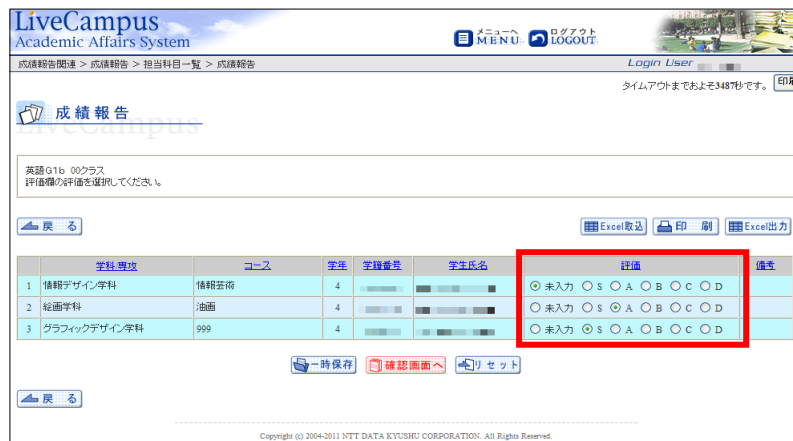 LiveCampus
Academic Affairs System
メニュー
MENU
ログアウト
LOGOUT
成績報告関連 > 成績報告 > 担当科目一覧 > 成績報告
Login User
タイムアウトまでおよそ3487秒です。
印刷
成績報告
LiveCampus
英語G1b 00クラス
評価欄の評価を選択してください。
戻 る
Excel取込 印 刷 Excel出力
学科・専攻 コース 学年 学籍番号 学生氏名 評価 備考
1 情報デザイン学科 情報芸術 4 未入力 S A B C D
2 絵画学科 油画 4 未入力 S A B C D
3 グラフィックデザイン学科 999 4 未入力 S A B C D
一時保存 確認画面へ リセット
戻 る
Copyright (c) 2004-2011 NTT DATA KYUSHU CORPORATION. All Rights Reserved.